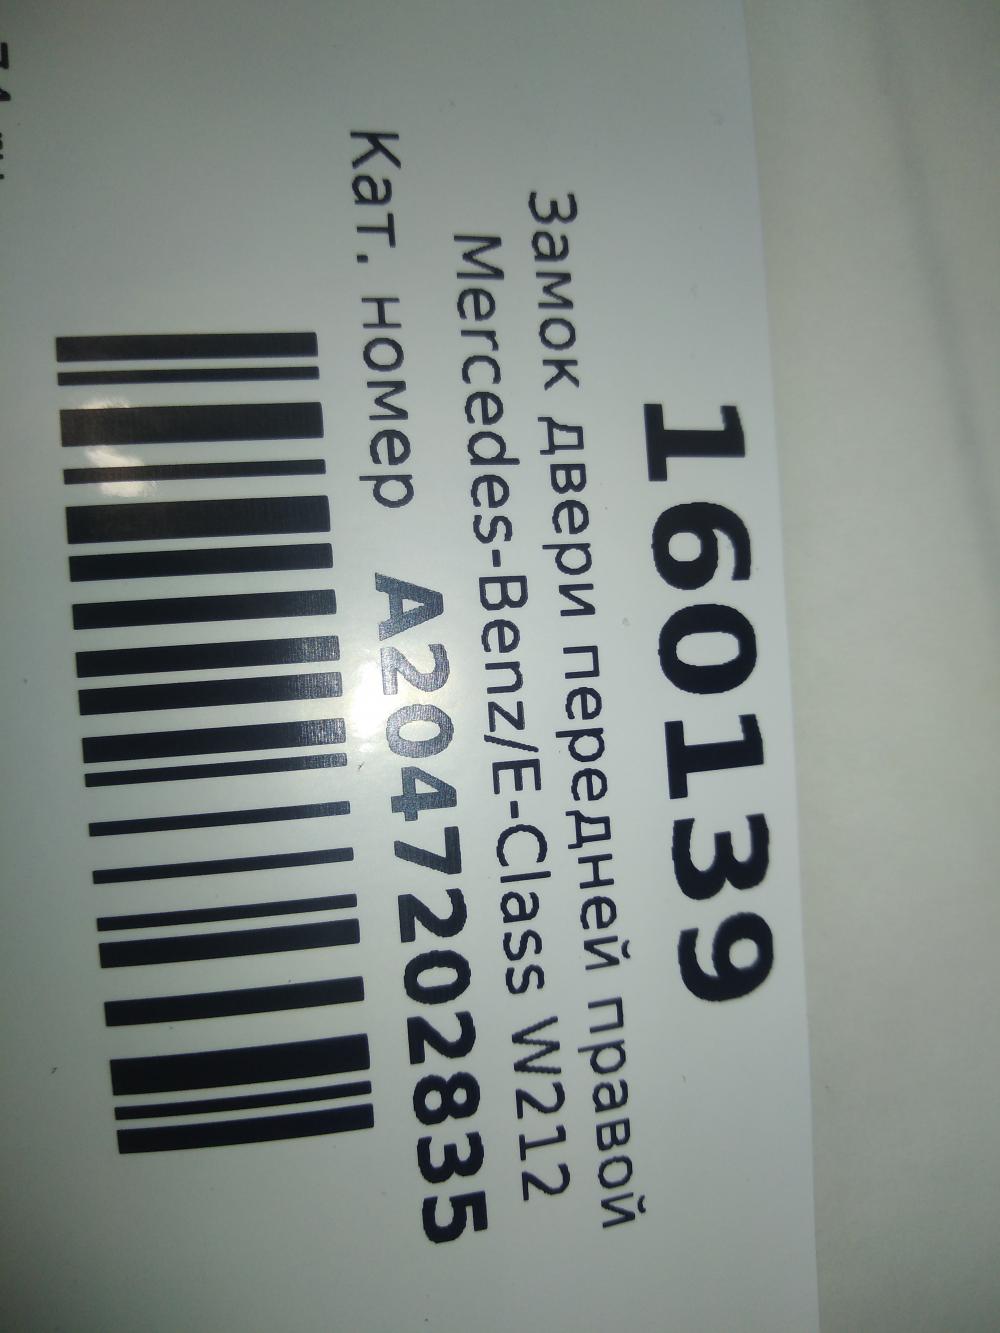 160139
Замок двери передней правой
Mercedes-Benz/E-Class W212
Кат. номер A2047202835